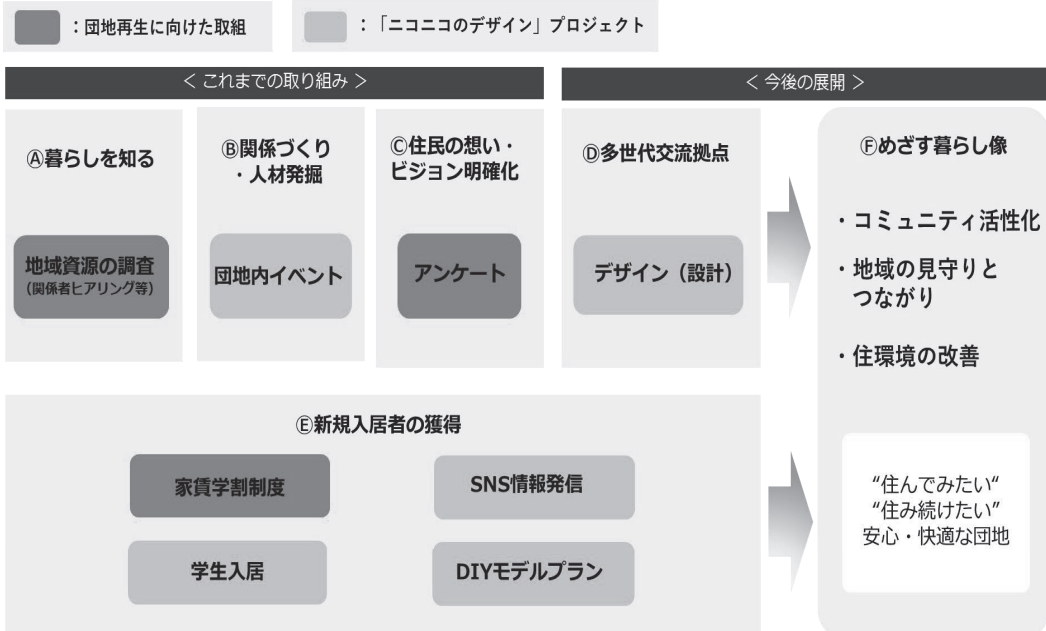 ：団地再生に向けた取組
：「ニコニコのデザイン」プロジェクト
＜これまでの取り組み＞
＜今後の展開＞
Ⓐ暮らしを知る
地域資源の調査
(関係者ヒアリング等)
Ⓑ関係づくり
・人材発掘
団地内イベント
Ⓒ住民の想い・
ビジョン明確化
アンケート
Ⓓ多世代交流拠点
デザイン（設計）
Ⓔ新規入居者の獲得
家賃学割制度
SNS情報発信
学生入居
DIYモデルプラン
Ⓕめざす暮らし像
・コミュニティ活性化
・地域の見守りと
つながり
・住環境の改善
“住んでみたい“
“住み続けたい”
安心・快適な団地